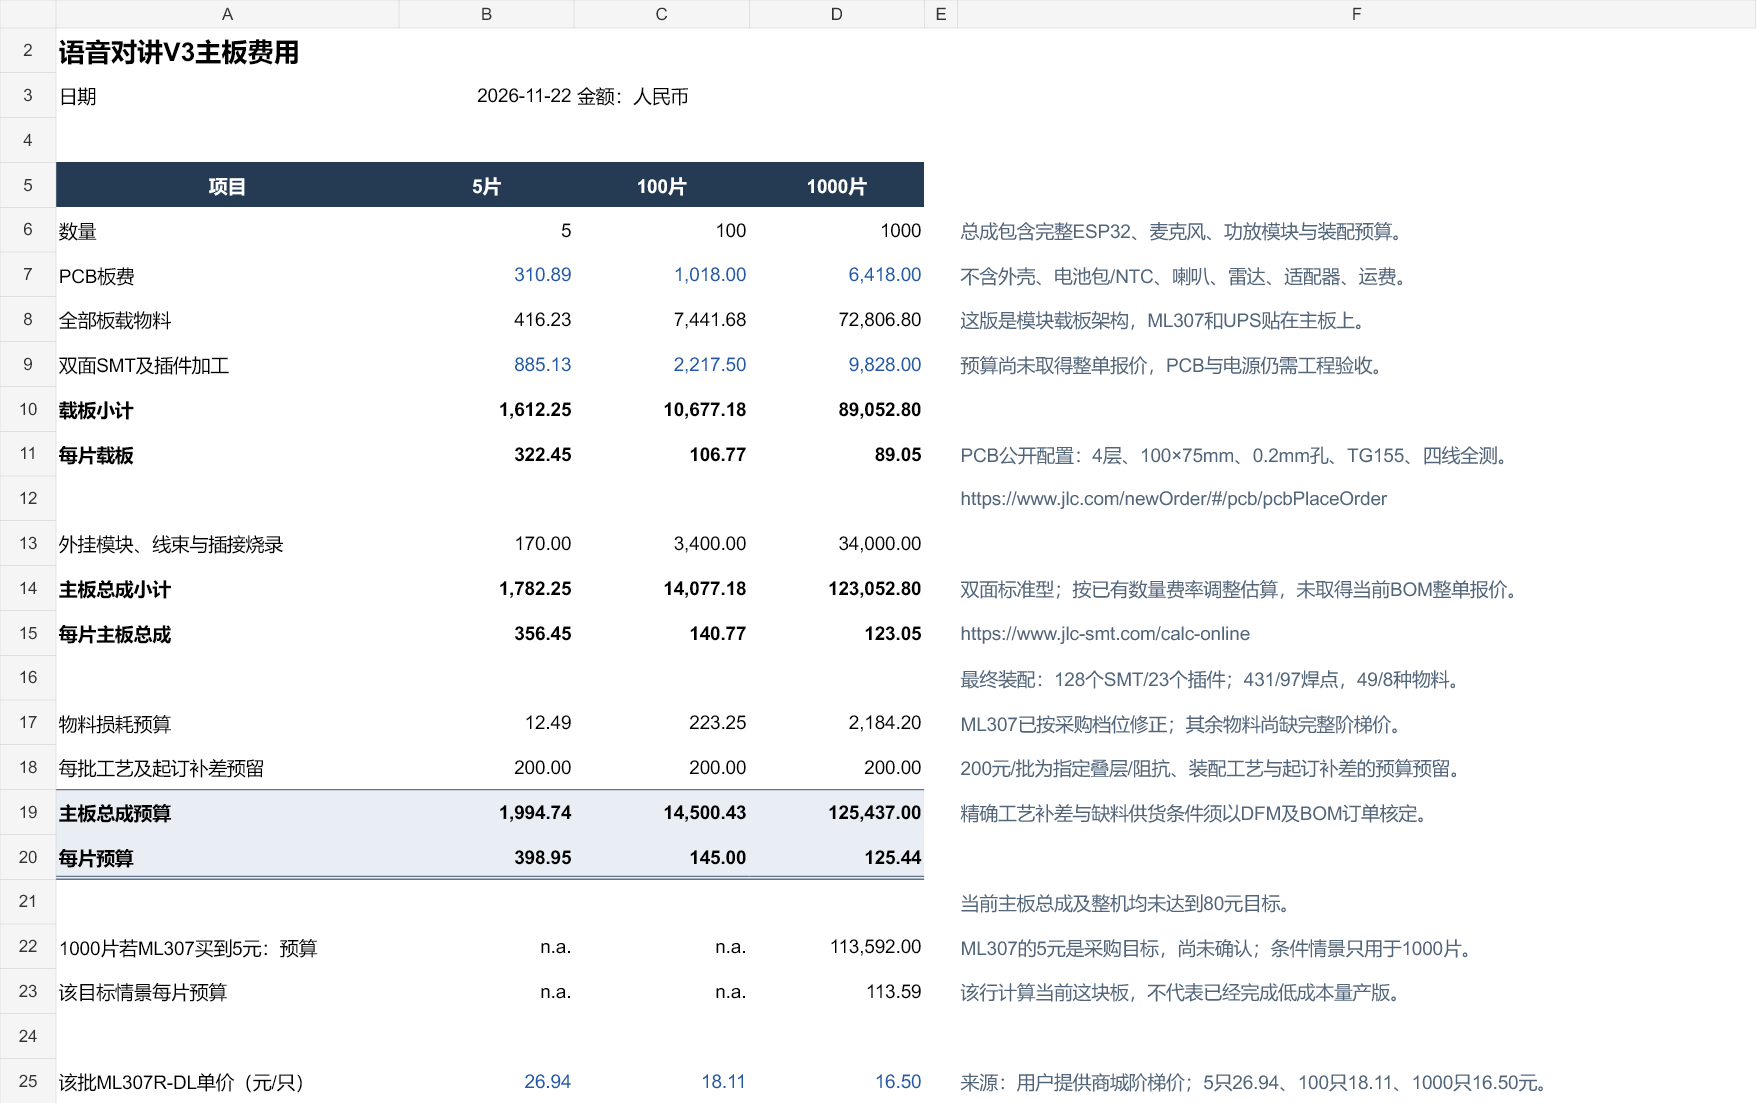 A B C D E F
2 语音对讲V3主板费用
3 日期 2026-11-22 金额：人民币
4
5 项目 5片 100片 1000片
6 数量 5 100 1000 总成包含完整ESP32、麦克风、功放模块与装配预算。
7 PCB板费 310.89 1,018.00 6,418.00 不含外壳、电池包/NTC、喇叭、雷达、适配器、运费。
8 全部板载物料 416.23 7,441.68 72,806.80 这版是模块载板架构，ML307和UPS贴在主板上。
9 双面SMT及插件加工 885.13 2,217.50 9,828.00 预算尚未取得整单报价，PCB与电源仍需工程验收。
10 载板小计 1,612.25 10,677.18 89,052.80
11 每片载板 322.45 106.77 89.05 PCB公开配置：4层、100×75mm、0.2mm孔、TG155、四线全测。
12 https://www.jlc.com/newOrder/#/pcb/pcbPlaceOrder
13 外挂模块、线束与插接烧录 170.00 3,400.00 34,000.00
14 主板总成小计 1,782.25 14,077.18 123,052.80 双面标准型；按已有数量费率调整估算，未取得当前BOM整单报价。
15 每片主板总成 356.45 140.77 123.05 https://www.jlc-smt.com/calc-online
16 最终装配：128个SMT/23个插件；431/97焊点，49/8种物料。
17 物料损耗预算 12.49 223.25 2,184.20 ML307已按采购档位修正；其余物料尚缺完整阶梯价。
18 每批工艺及起订补差预留 200.00 200.00 200.00 200元/批为指定叠层/阻抗、装配工艺与起订补差的预算预留。
19 主板总成预算 1,994.74 14,500.43 125,437.00 精确工艺补差与缺料供货条件须以DFM及BOM订单核定。
20 每片预算 398.95 145.00 125.44
21 当前主板总成及整机均未达到80元目标。
22 1000片若ML307买到5元：预算 n.a. n.a. 113,592.00 ML307的5元是采购目标，尚未确认；条件情景只用于1000片。
23 该目标情景每片预算 n.a. n.a. 113.59 该行计算当前这块板，不代表已经完成低成本量产版。
24
25 该批ML307R-DL单价（元/只） 26.94 18.11 16.50 来源：用户提供商城阶梯价；5只26.94、100只18.11、1000只16.50元。